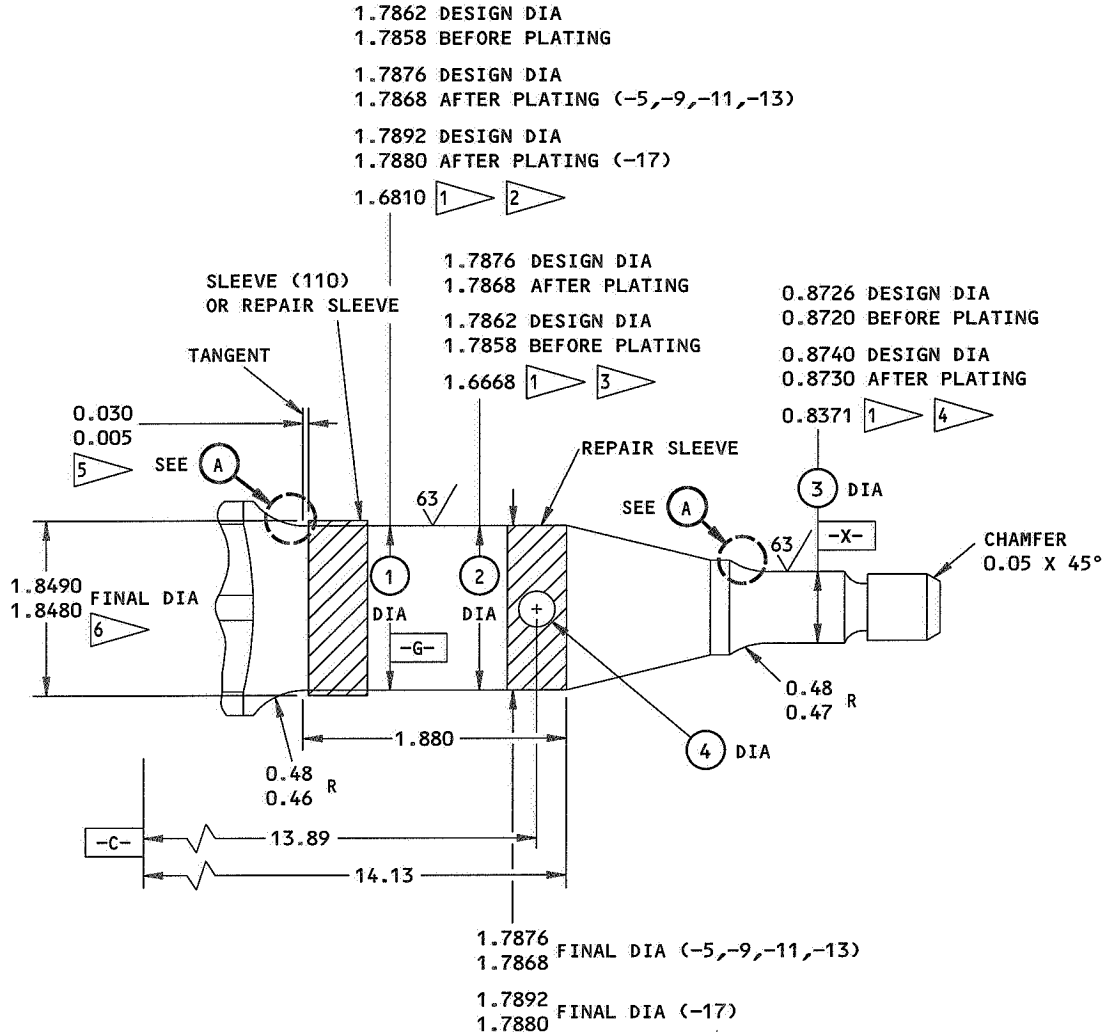 1.7862 DESIGN DIA
1.7858 BEFORE PLATING
1.7876 DESIGN DIA
1.7868 AFTER PLATING (-5,-9,-11,-13)
1.7892 DESIGN DIA
1.7880 AFTER PLATING (-17)
1.6810 1 2
1.7876 DESIGN DIA
1.7868 AFTER PLATING
1.7862 DESIGN DIA
1.7858 BEFORE PLATING
1.6668 1 3
0.8726 DESIGN DIA
0.8720 BEFORE PLATING
0.8740 DESIGN DIA
0.8730 AFTER PLATING
0.8371 1 4
SLEEVE (110)
OR REPAIR SLEEVE
TANGENT
0.030
0.005
5
SEE A
REPAIR SLEEVE
63
SEE A
3 DIA
63
-X-
CHAMFER
0.05 X 45°
1.8490
1.8480 FINAL DIA
6
1
DIA
2
DIA
-G-
+
0.48
0.47 R
4 DIA
1.880
0.48
0.46 R
-C-
13.89
14.13
1.7876
1.7868 FINAL DIA (-5,-9,-11,-13)
1.7892
1.7880 FINAL DIA (-17)